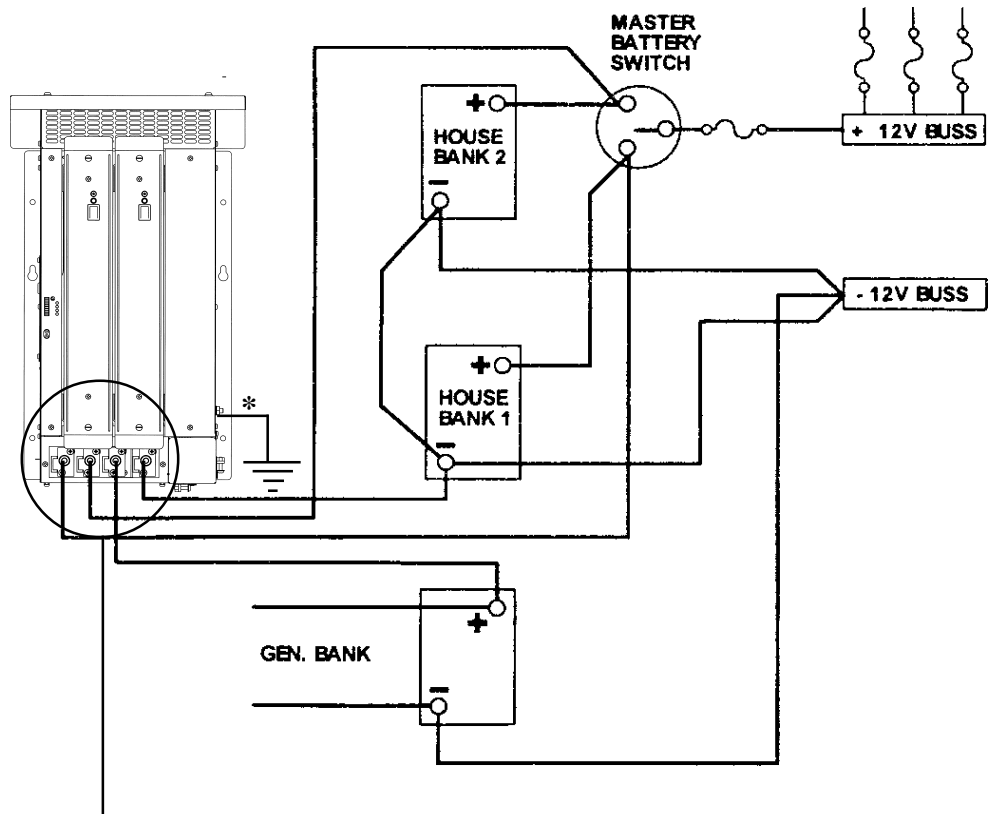 MASTER
BATTERY
SWITCH
+
HOUSE
BANK 2
−
+ 12V BUSS
- 12V BUSS
+
HOUSE
BANK 1
−
*
+
GEN. BANK
−